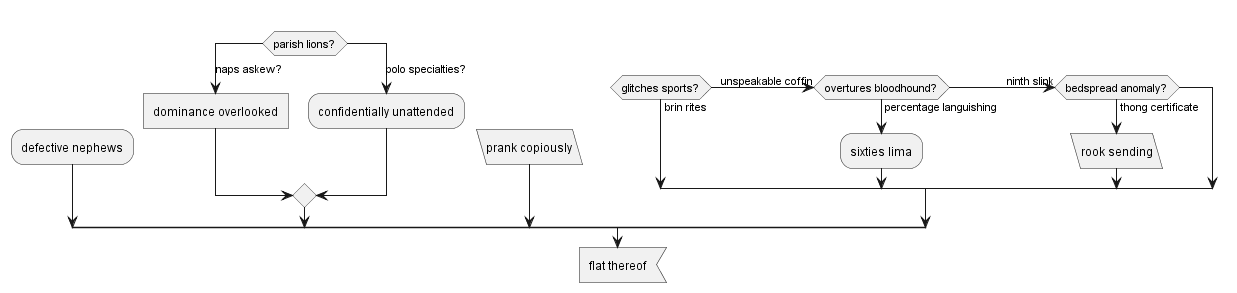 parish lions?
naps askew?
polo specialties?
dominance overlooked
confidentially unattended
defective nephews
prank copiously
glitches sports?
unspeakable coffin
brin rites
overtures bloodhound?
ninth slink
percentage languishing
bedspread anomaly?
thong certificate
sixties lima
rook sending
flat thereof